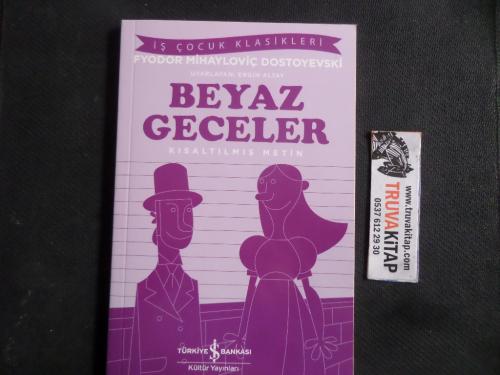 İŞ ÇOCUK KLASİKLERİ
FYODOR MİHAYLOVİÇ DOSTOYEVSKİ
UYARLAYAN: ERGİN ALTAY
BEYAZ
GECELER
KISALTILMIŞ METİN
TÜRKİYE İŞ BANKASI
Kültür Yayınları
www.truvakitap.com
TRUVAKİTAP
0537 612 29 30